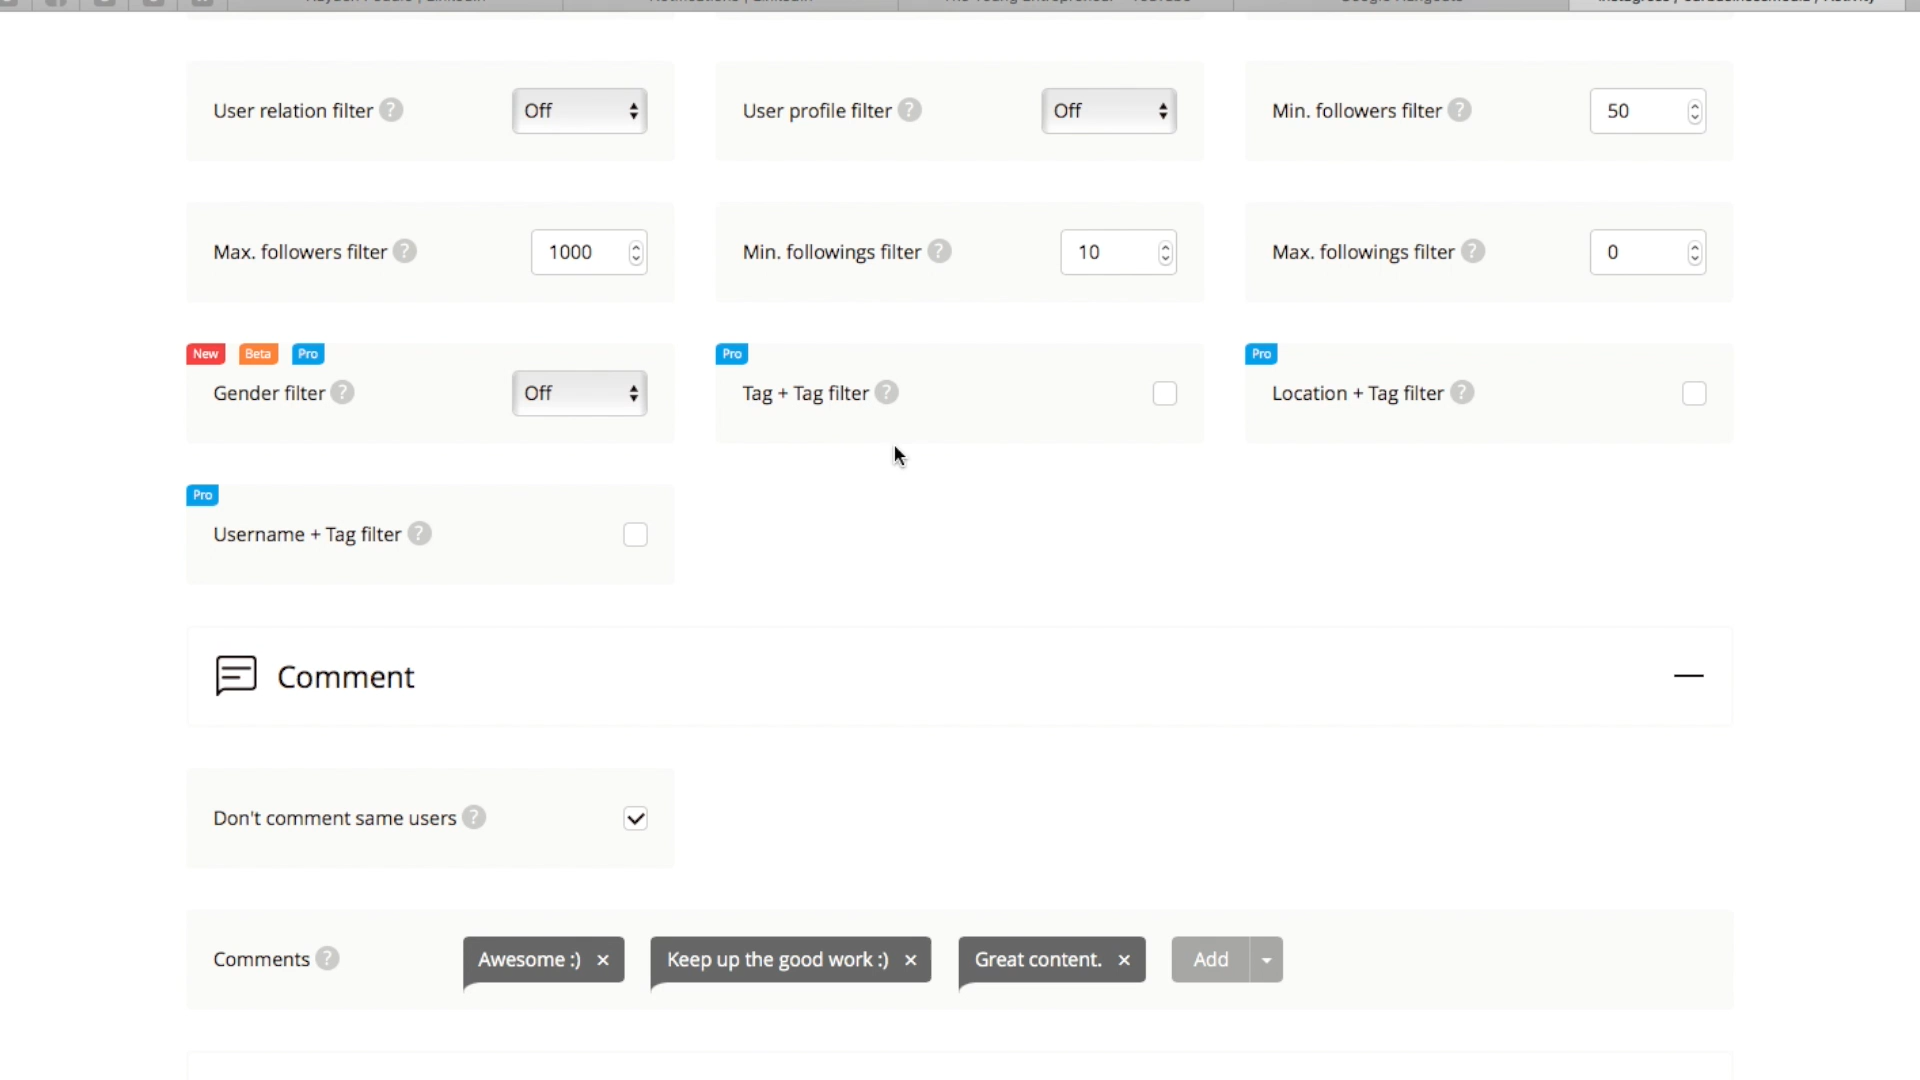 User relation filter ? Off
User profile filter ? Off
Min. followers filter ? 50
Max. followers filter ? 1000
Min. followings filter ? 10
Max. followings filter ? 0
New Beta Pro
Gender filter ? Off
Pro
Tag + Tag filter ?
Pro
Location + Tag filter ?
Pro
Username + Tag filter ?
Comment
Don't comment same users ?
Comments ? Awesome :) × Keep up the good work :) × Great content. × Add